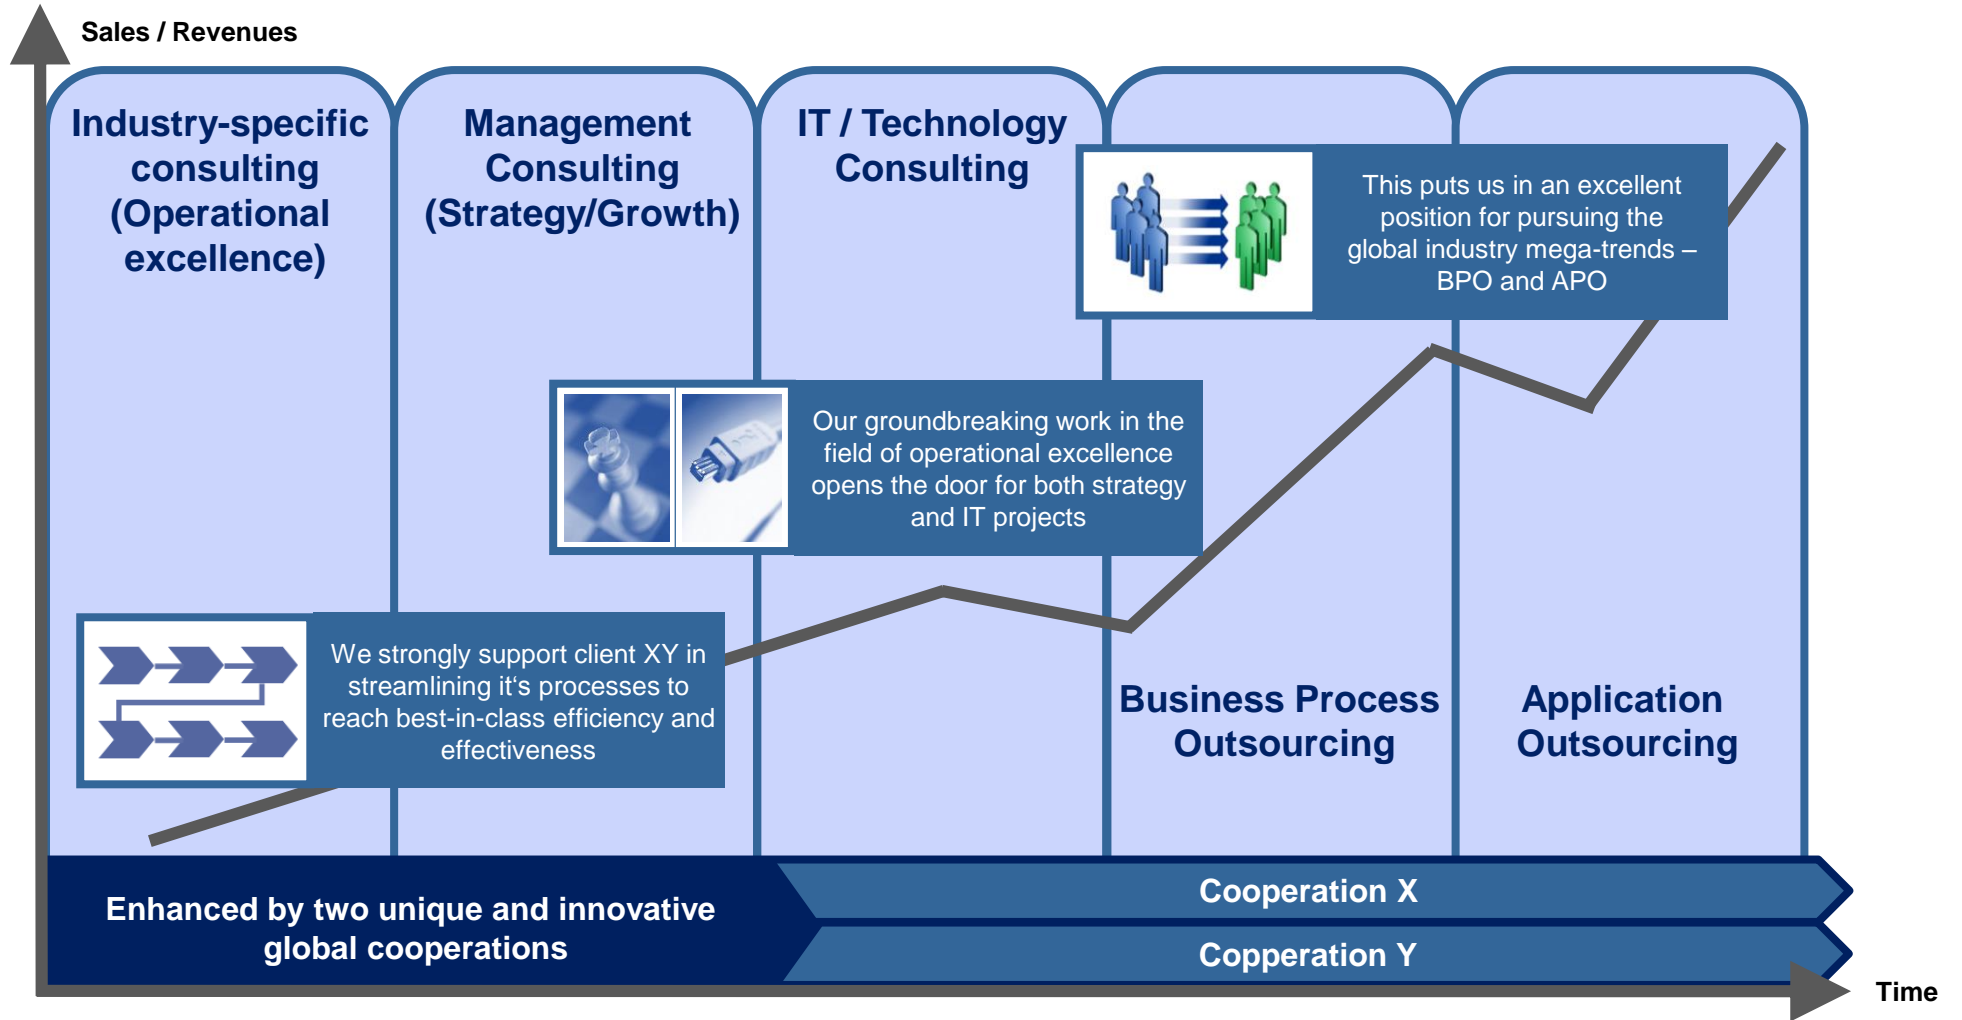 Sales / Revenues
Industry-specific
consulting
(Operational
excellence)
Management
Consulting
(Strategy/Growth)
IT / Technology
Consulting
This puts us in an excellent
position for pursuing the
global industry mega-trends –
BPO and APO
Our groundbreaking work in the
field of operational excellence
opens the door for both strategy
and IT projects
We strongly support client XY in
streamlining it‘s processes to
reach best-in-class efficiency and
effectiveness
Business Process
Outsourcing
Application
Outsourcing
Enhanced by two unique and innovative
global cooperations
Cooperation X
Copperation Y
Time